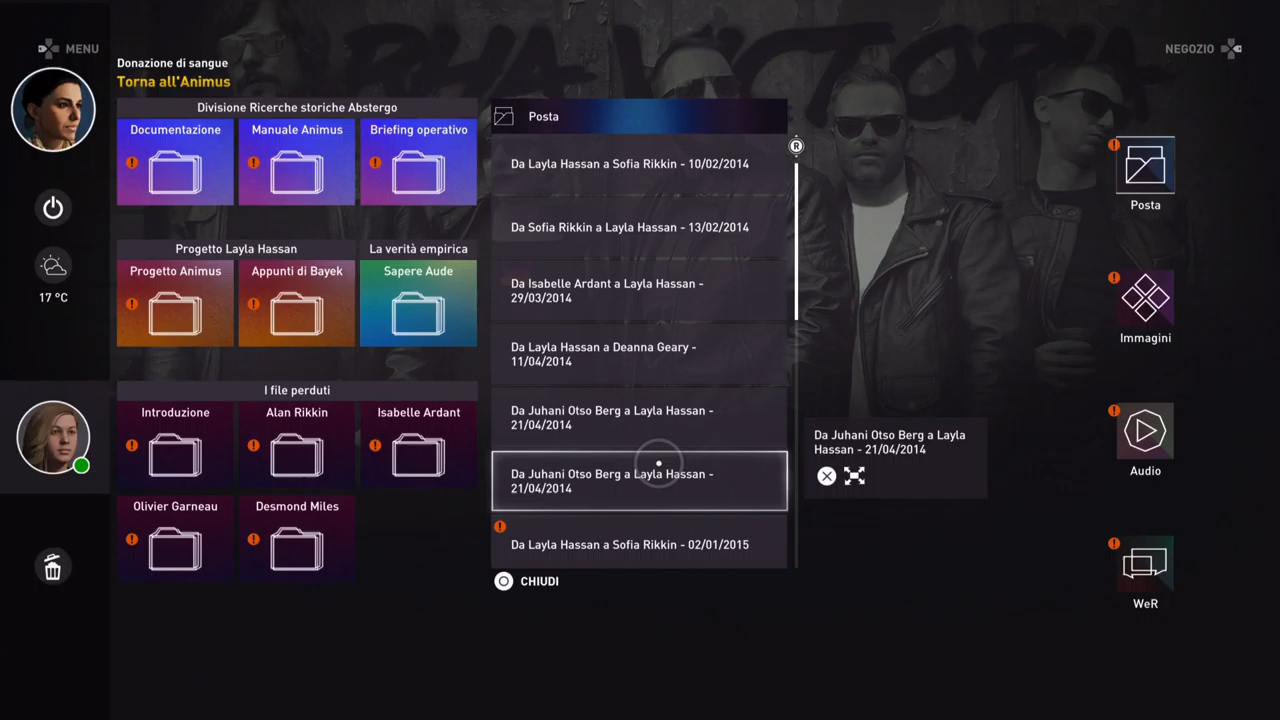 MENU
NEGOZIO
Donazione di sangue
Torna all'Animus
Divisione Ricerche storiche Abstergo
Documentazione
Manuale Animus
Briefing operativo
Progetto Layla Hassan
La verità empirica
Progetto Animus
Appunti di Bayek
Sapere Aude
17 °C
I file perduti
Introduzione
Alan Rikkin
Isabelle Ardant
Olivier Garneau
Desmond Miles
Posta
R
Da Layla Hassan a Sofia Rikkin - 10/02/2014
Da Sofia Rikkin a Layla Hassan - 13/02/2014
Da Isabelle Ardant a Layla Hassan -
29/03/2014
Da Layla Hassan a Deanna Geary -
11/04/2014
Da Juhani Otso Berg a Layla Hassan -
21/04/2014
Da Juhani Otso Berg a Layla Hassan -
21/04/2014
Da Layla Hassan a Sofia Rikkin - 02/01/2015
CHIUDI
Da Juhani Otso Berg a Layla
Hassan - 21/04/2014
Posta
Immagini
Audio
WeR